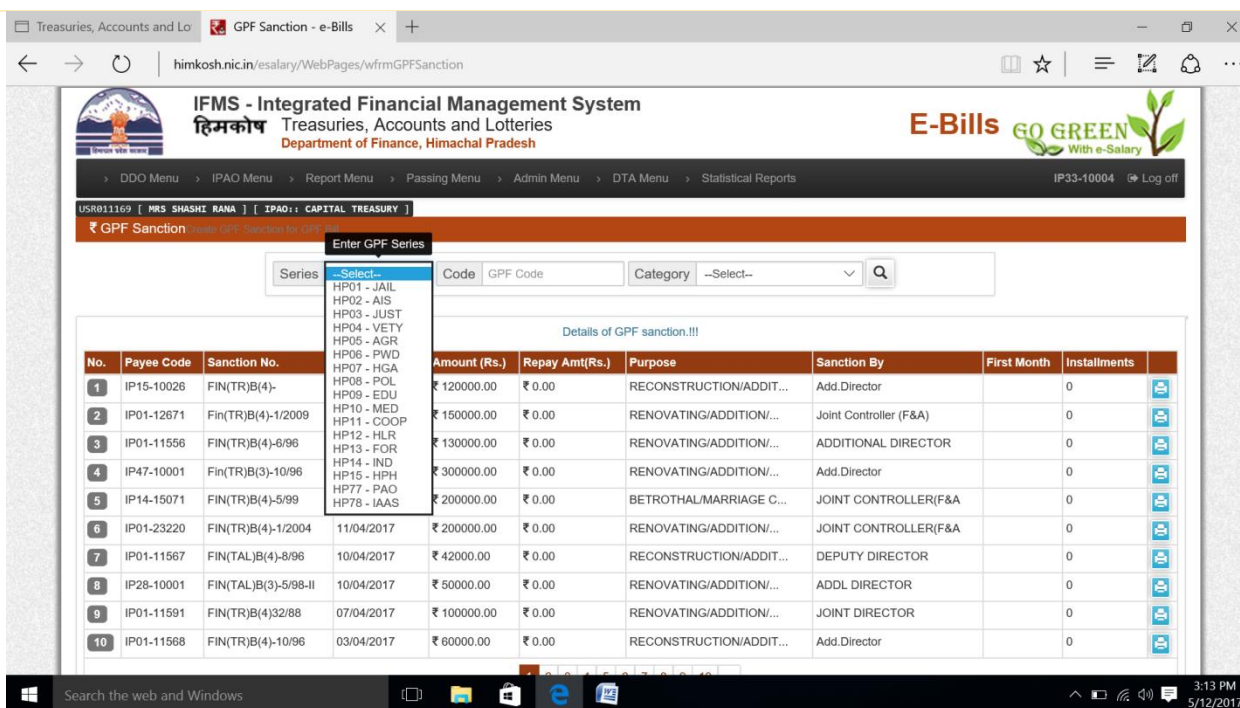 Treasuries, Accounts and Lo
GPF Sanction - e-Bills
himkosh.nic.in/esalary/WebPages/wfrmGPFSanction
IFMS - Integrated Financial Management System
हिमकोष Treasuries, Accounts and Lotteries
Department of Finance, Himachal Pradesh
E-Bills
GO GREEN
With e-Salary
DDO Menu IPAO Menu Report Menu Passing Menu Admin Menu DTA Menu Statistical Reports IP33-10004 Log off
USR011169 [ MRS SHASHI RANA ] [ IPAO:: CAPITAL TREASURY ]
₹ GPF Sanction Create GPF Sanction for GPF Bill
Enter GPF Series
Series --Select-- Code GPF Code Category --Select--
HP01 - JAIL
HP02 - AIS
HP03 - JUST
HP04 - VETY
HP05 - AGR
HP06 - PWD
HP07 - HGA
HP08 - POL
HP09 - EDU
HP10 - MED
HP11 - COOP
HP12 - HLR
HP13 - FOR
HP14 - IND
HP15 - HPH
HP77 - PAO
HP78 - IAAS
Details of GPF sanction.!!!
No. Payee Code Sanction No. Amount (Rs.) Repay Amt(Rs.) Purpose Sanction By First Month Installments
1 IP15-10026 FIN(TR)B(4)- ₹ 120000.00 ₹ 0.00 RECONSTRUCTION/ADDIT... Add.Director 0
2 IP01-12671 Fin(TR)B(4)-1/2009 ₹ 150000.00 ₹ 0.00 RENOVATING/ADDITION/... Joint Controller (F&A) 0
3 IP01-11556 FIN(TR)B(4)-6/96 ₹ 130000.00 ₹ 0.00 RENOVATING/ADDITION/... ADDITIONAL DIRECTOR 0
4 IP47-10001 Fin(TR)B(3)-10/96 ₹ 300000.00 ₹ 0.00 RENOVATING/ADDITION/... Add.Director 0
5 IP14-15071 FIN(TR)B(4)-5/99 ₹ 200000.00 ₹ 0.00 BETROTHAL/MARRIAGE C... JOINT CONTROLLER(F&A 0
6 IP01-23220 FIN(TR)B(4)-1/2004 11/04/2017 ₹ 200000.00 ₹ 0.00 RENOVATING/ADDITION/... JOINT CONTROLLER(F&A 0
7 IP01-11567 FIN(TAL)B(4)-8/96 10/04/2017 ₹ 42000.00 ₹ 0.00 RECONSTRUCTION/ADDIT... DEPUTY DIRECTOR 0
8 IP28-10001 FIN(TAL)B(3)-5/98-II 10/04/2017 ₹ 50000.00 ₹ 0.00 RENOVATING/ADDITION/... ADDL DIRECTOR 0
9 IP01-11591 FIN(TR)B(4)32/88 07/04/2017 ₹ 100000.00 ₹ 0.00 RENOVATING/ADDITION/... JOINT DIRECTOR 0
10 IP01-11568 FIN(TR)B(4)-10/96 03/04/2017 ₹ 60000.00 ₹ 0.00 RECONSTRUCTION/ADDIT... Add.Director 0
1 2 3 4 5 6 7 8 9 10 ...
Search the web and Windows
3:13 PM
5/12/2017